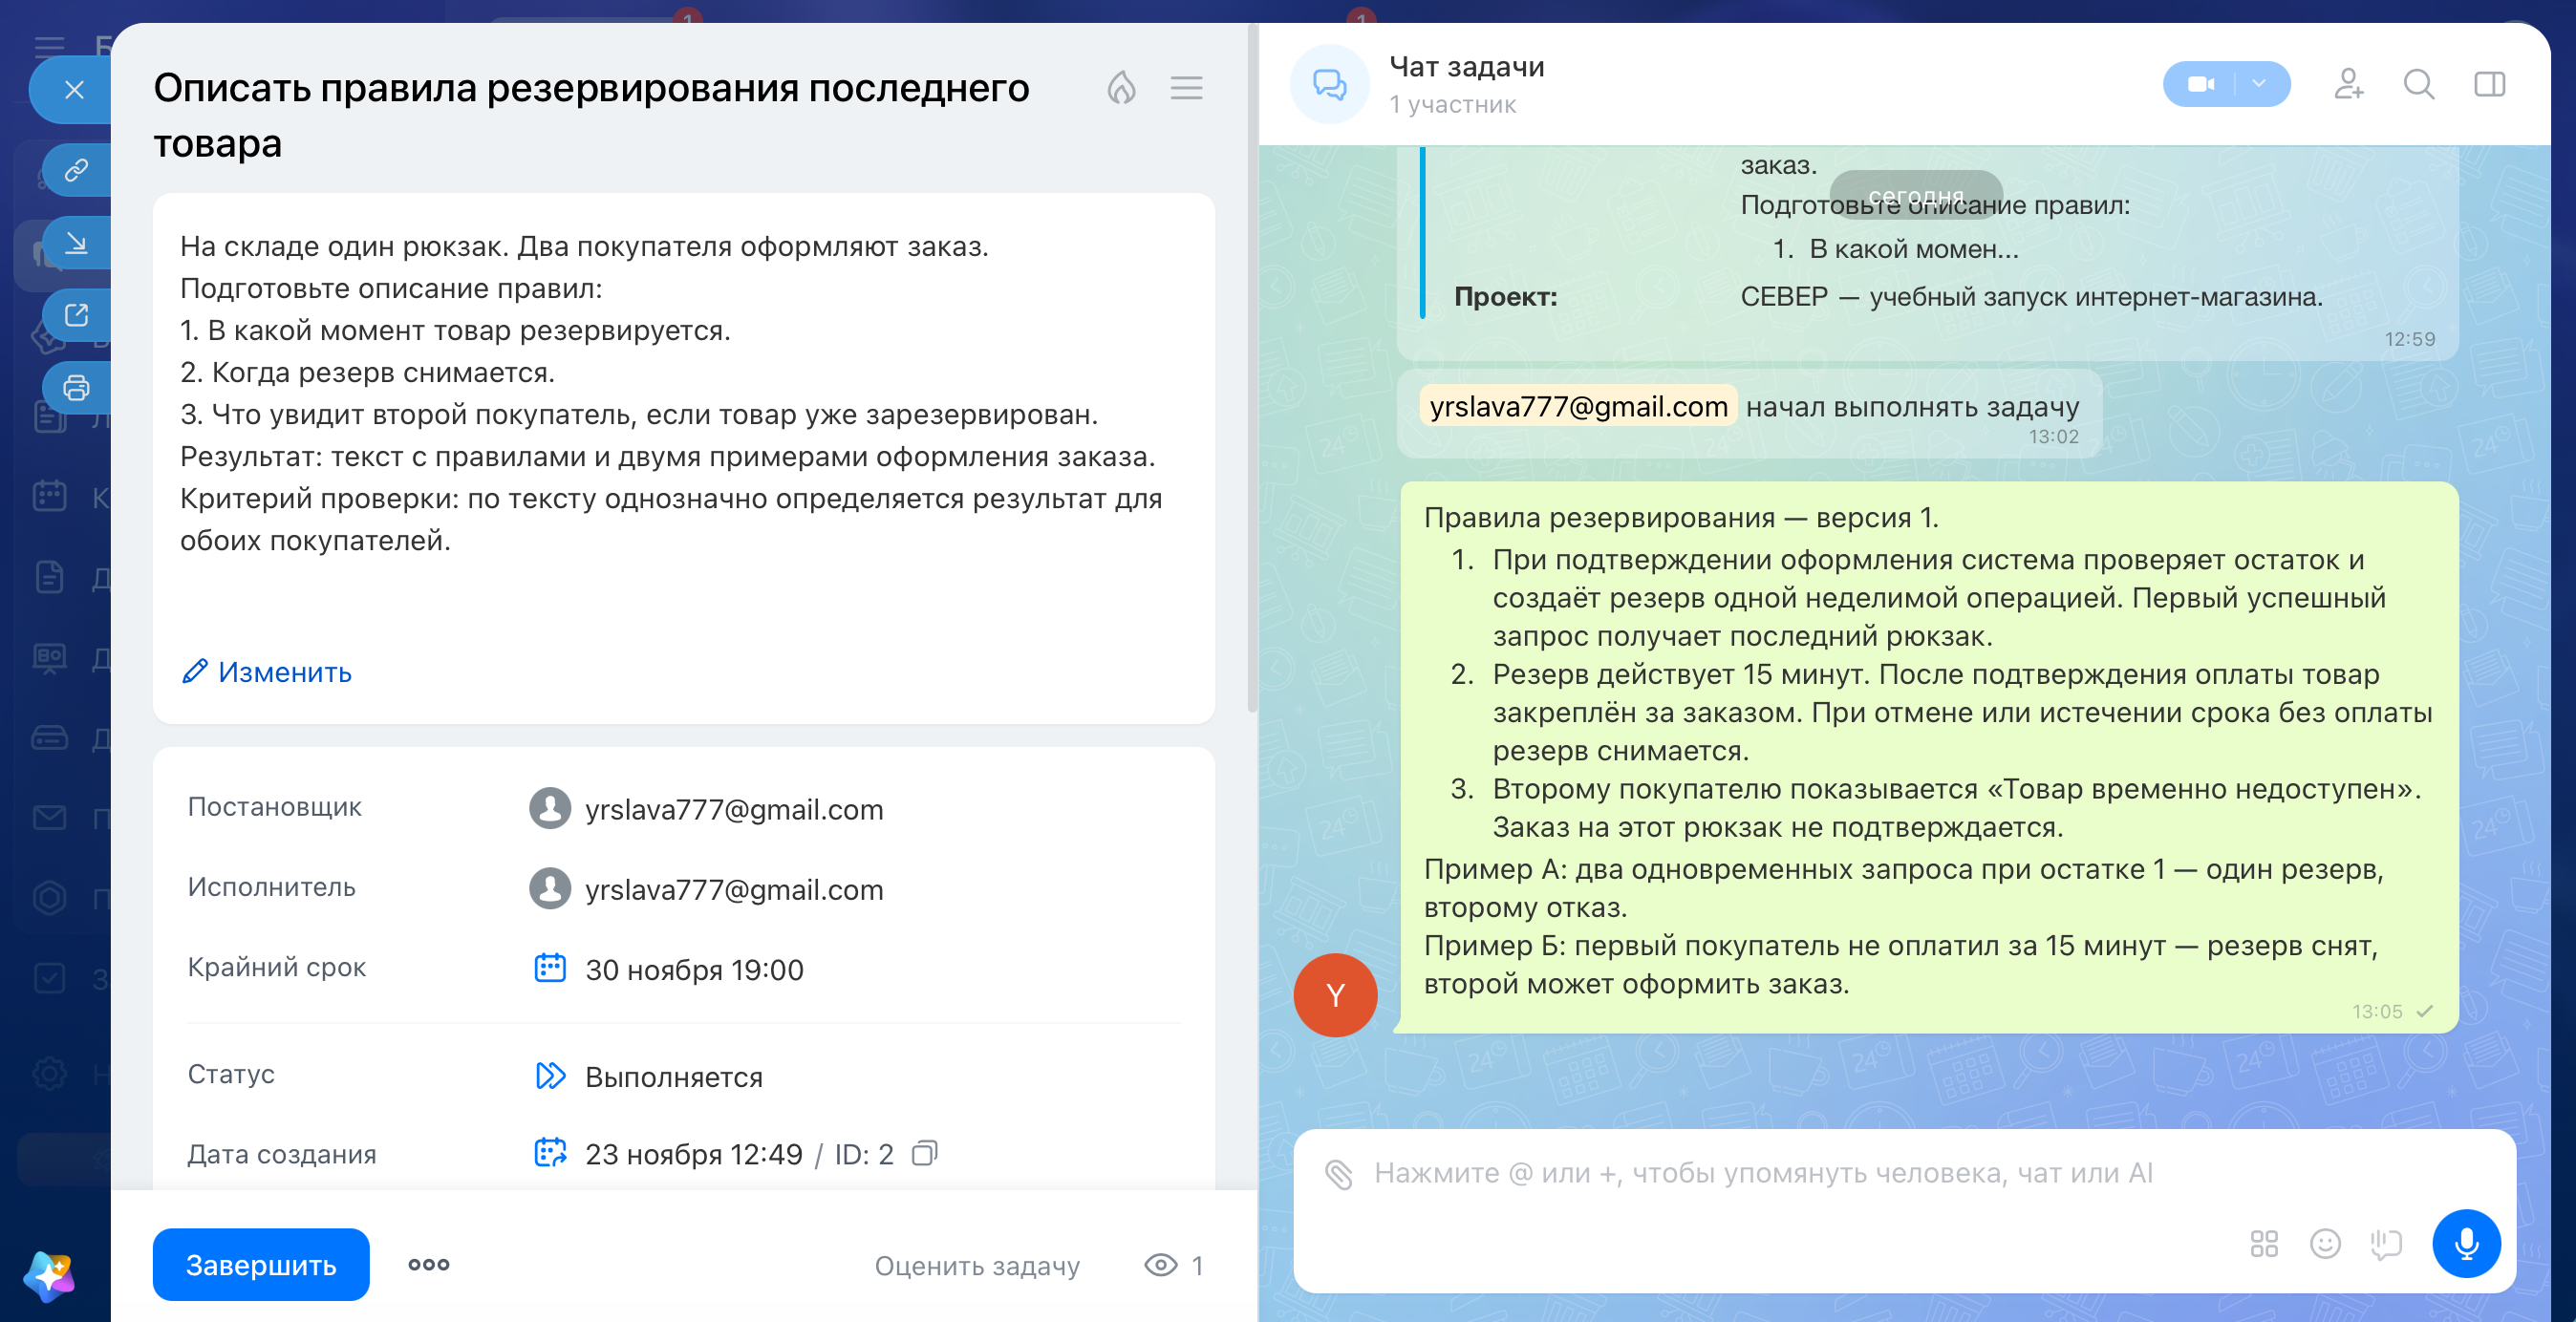 1
1
Б
Описать правила резервирования последнего
товара
На складе один рюкзак. Два покупателя оформляют заказ.
Подготовьте описание правил:
1. В какой момент товар резервируется.
2. Когда резерв снимается.
3. Что увидит второй покупатель, если товар уже зарезервирован.
Результат: текст с правилами и двумя примерами оформления заказа.
Критерий проверки: по тексту однозначно определяется результат для
обоих покупателей.
Изменить
Постановщик
yrslava777@gmail.com
Исполнитель
yrslava777@gmail.com
Крайний срок
30 ноября 19:00
Статус
Выполняется
Дата создания
23 ноября 12:49 / ID: 2
Завершить
Оценить задачу
1
Чат задачи
1 участник
заказ.
сегодня
Подготовьте описание правил:
1. В какой момен...
Проект:
СЕВЕР — учебный запуск интернет-магазина.
12:59
yrslava777@gmail.com начал выполнять задачу
13:02
Правила резервирования — версия 1.
1. При подтверждении оформления система проверяет остаток и
создаёт резерв одной неделимой операцией. Первый успешный
запрос получает последний рюкзак.
2. Резерв действует 15 минут. После подтверждения оплаты товар
закреплён за заказом. При отмене или истечении срока без оплаты
резерв снимается.
3. Второму покупателю показывается «Товар временно недоступен».
Заказ на этот рюкзак не подтверждается.
Пример А: два одновременных запроса при остатке 1 — один резерв,
второму отказ.
Пример Б: первый покупатель не оплатил за 15 минут — резерв снят,
второй может оформить заказ.
13:05
Y
Нажмите @ или +, чтобы упомянуть человека, чат или AI